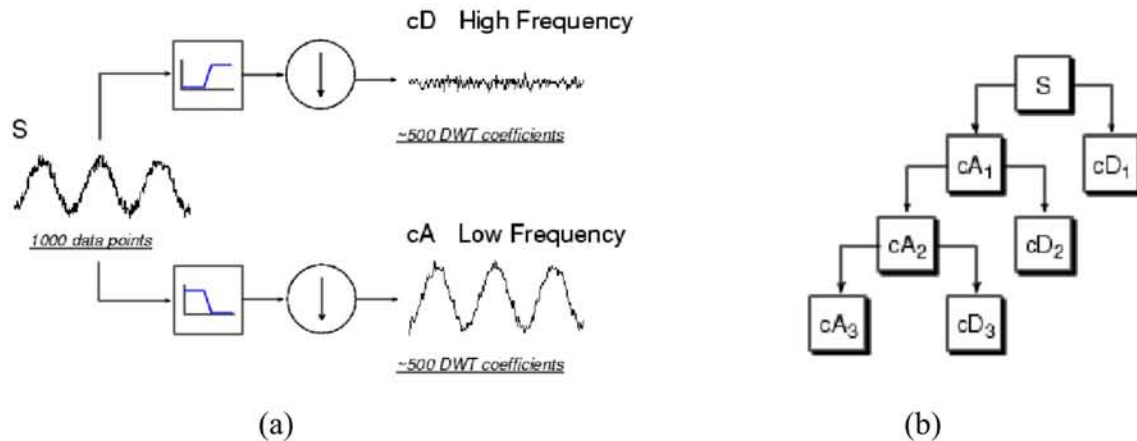 cD High Frequency
~500 DWT coefficients
S
1000 data points
cA Low Frequency
~500 DWT coefficients
(a)
S
cA1 cD1
cA2 cD2
cA3 cD3
(b)